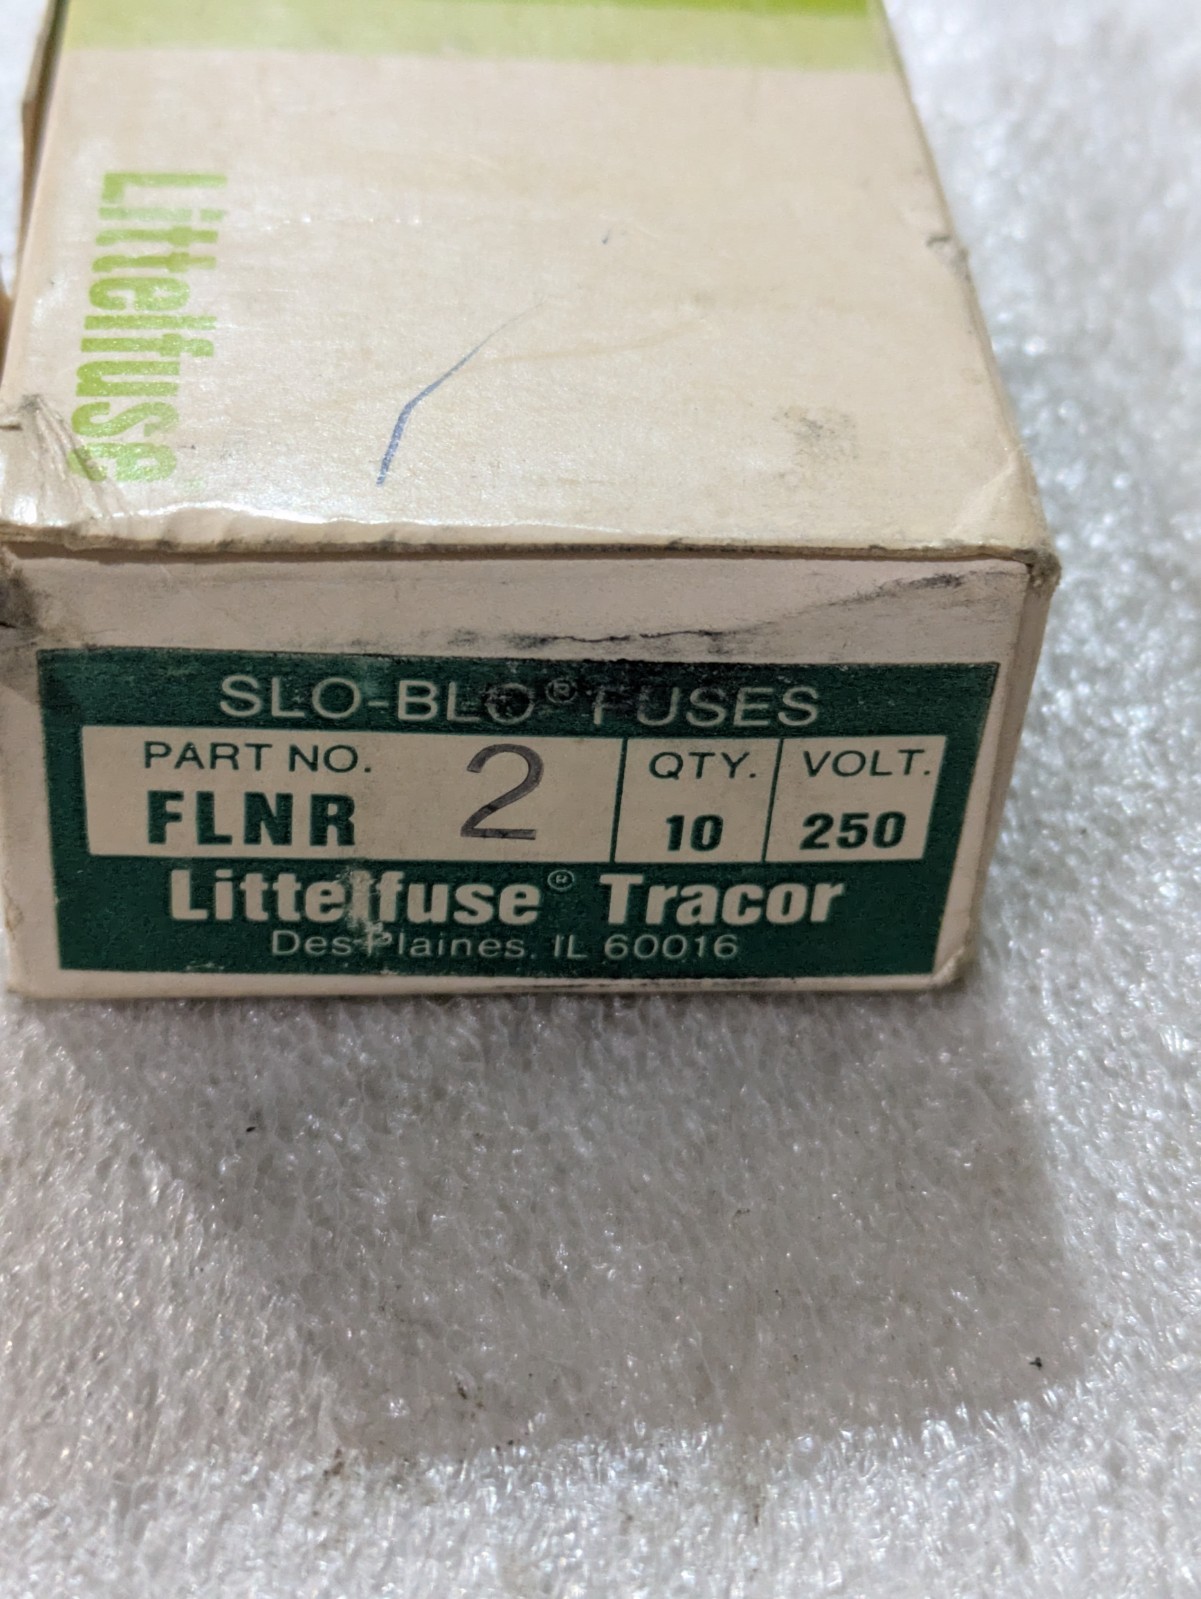 Littelfuse
SLO-BLO® FUSES
PART NO. 2 QTY. VOLT.
FLNR 10 250
Littelfuse® Tracor
Des Plaines, IL 60016